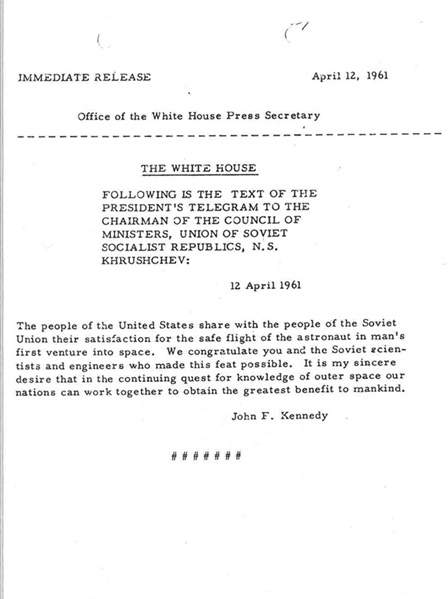 IMMEDIATE RELEASE April 12, 1961
Office of the White House Press Secretary
THE WHITE HOUSE
FOLLOWING IS THE TEXT OF THE
PRESIDENT'S TELEGRAM TO THE
CHAIRMAN OF THE COUNCIL OF
MINISTERS, UNION OF SOVIET
SOCIALIST REPUBLICS, N.S.
KHRUSHCHEV:
12 April 1961
The people of the United States share with the people of the Soviet
Union their satisfaction for the safe flight of the astronaut in man's
first venture into space. We congratulate you and the Soviet scien-
tists and engineers who made this feat possible. It is my sincere
desire that in the continuing quest for knowledge of outer space our
nations can work together to obtain the greatest benefit to mankind.
John F. Kennedy
# # # # # # #